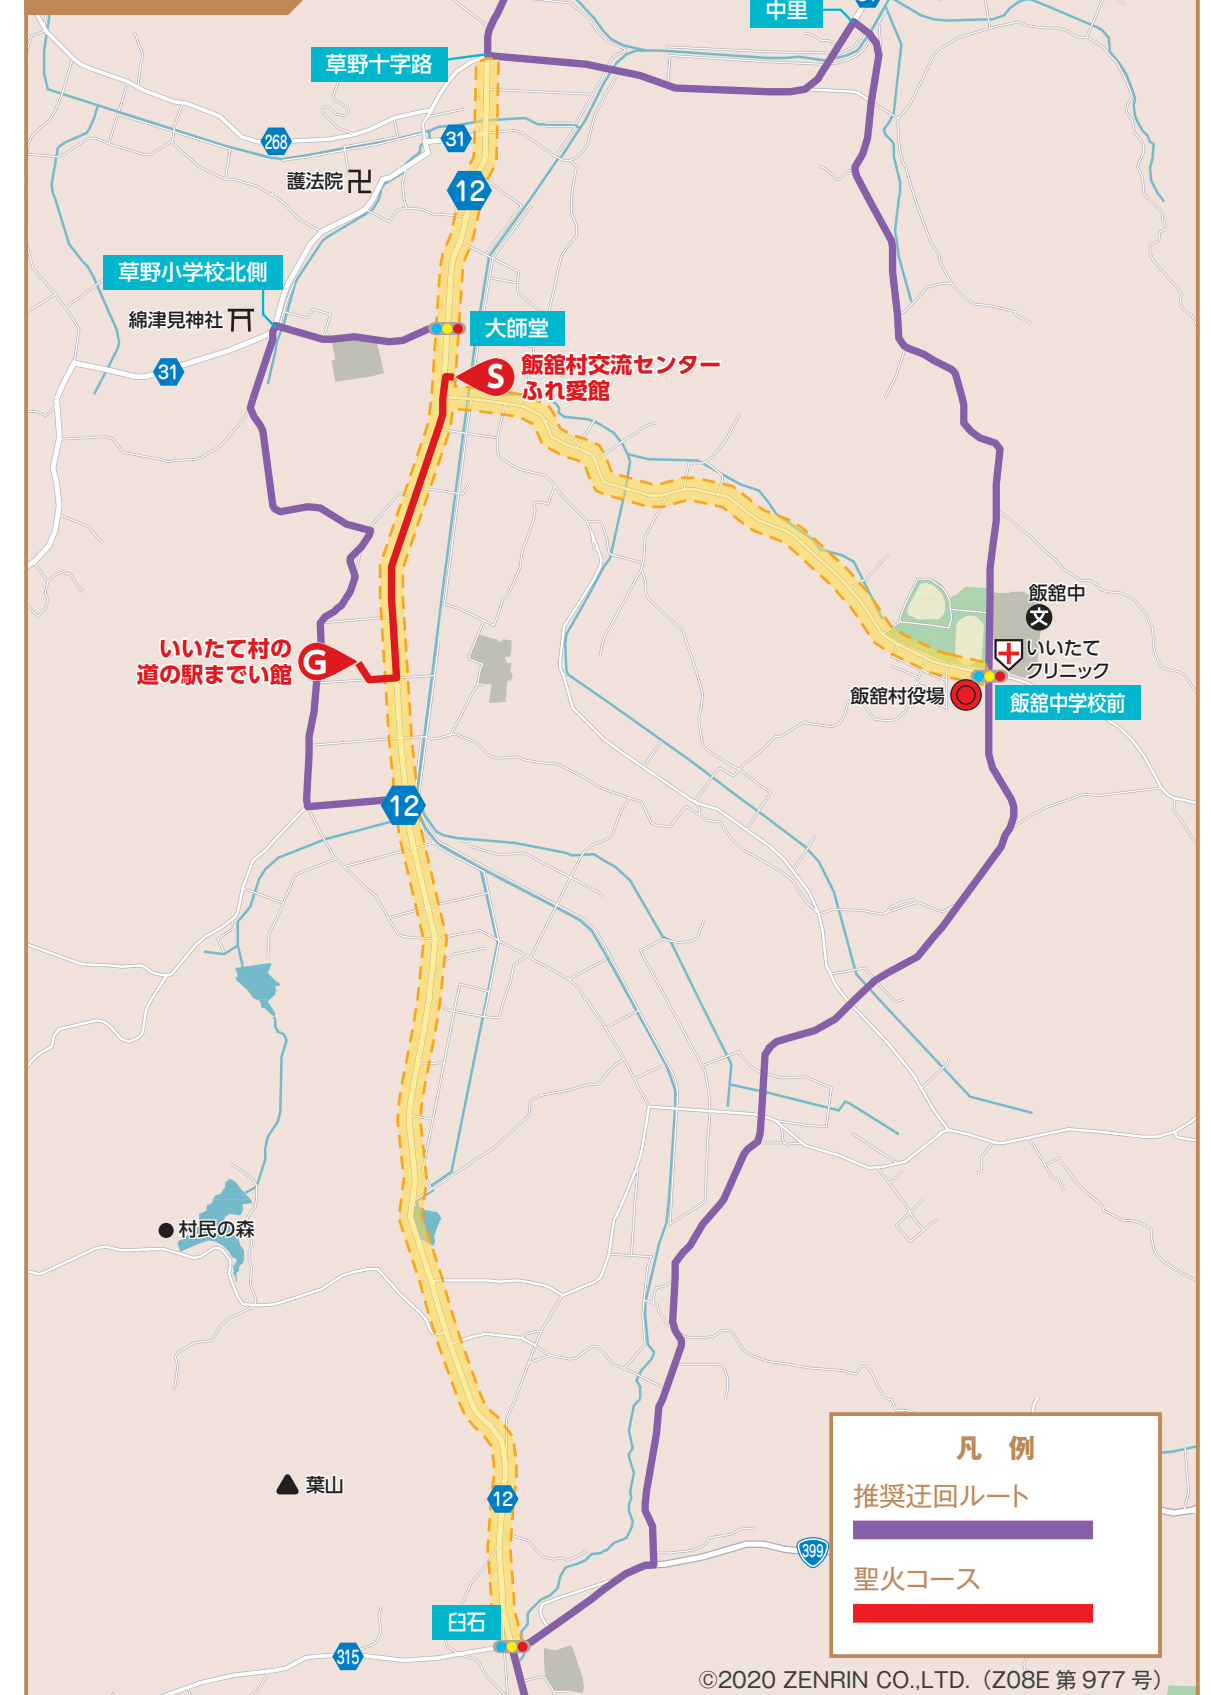 中里
草野十字路
268
31
護法院
12
草野小学校北側
綿津見神社
大師堂
31
S
飯舘村交流センター
ふれ愛館
飯舘中
文
いいたて村の
道の駅までい館
G
いいたて
クリニック
飯舘村役場
飯舘中学校前
12
村民の森
凡 例
推奨迂回ルート
葉山
12
399
聖火コース
臼石
315
©2020 ZENRIN CO.,LTD.（Z08E 第 977 号）